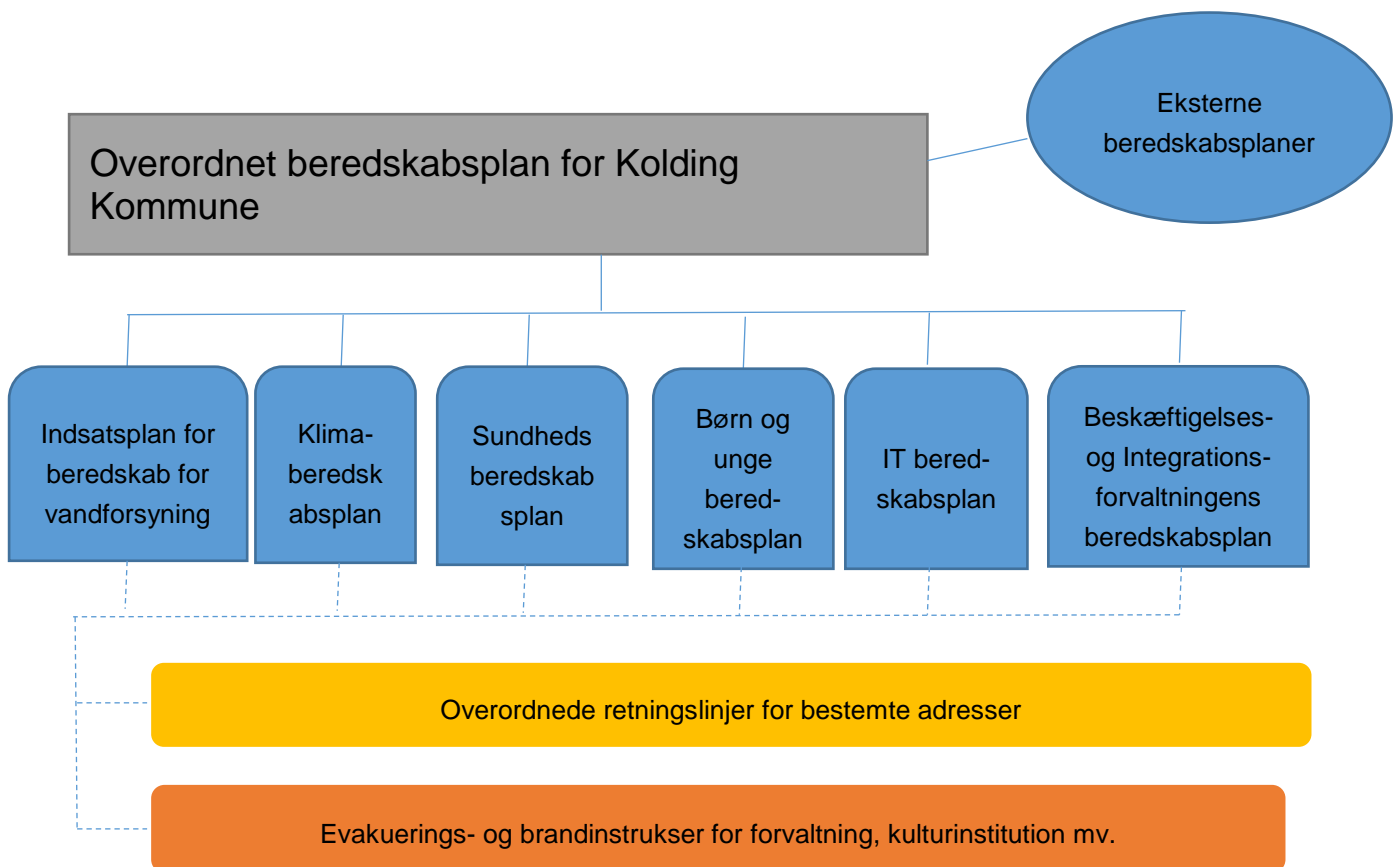 Eksterne
beredskabsplaner
Overordnet beredskabsplan for Kolding
Kommune
Indsatsplan for
beredskab for
vandforsyning
Klima-
beredsk
absplan
Sundheds
beredskab
splan
Børn og
unge
bered-
skabsplan
IT bered-
skabsplan
Beskæftigelses-
og Integrations-
forvaltningens
beredskabsplan
Overordnede retningslinjer for bestemte adresser
Evakuerings- og brandinstrukser for forvaltning, kulturinstitution mv.